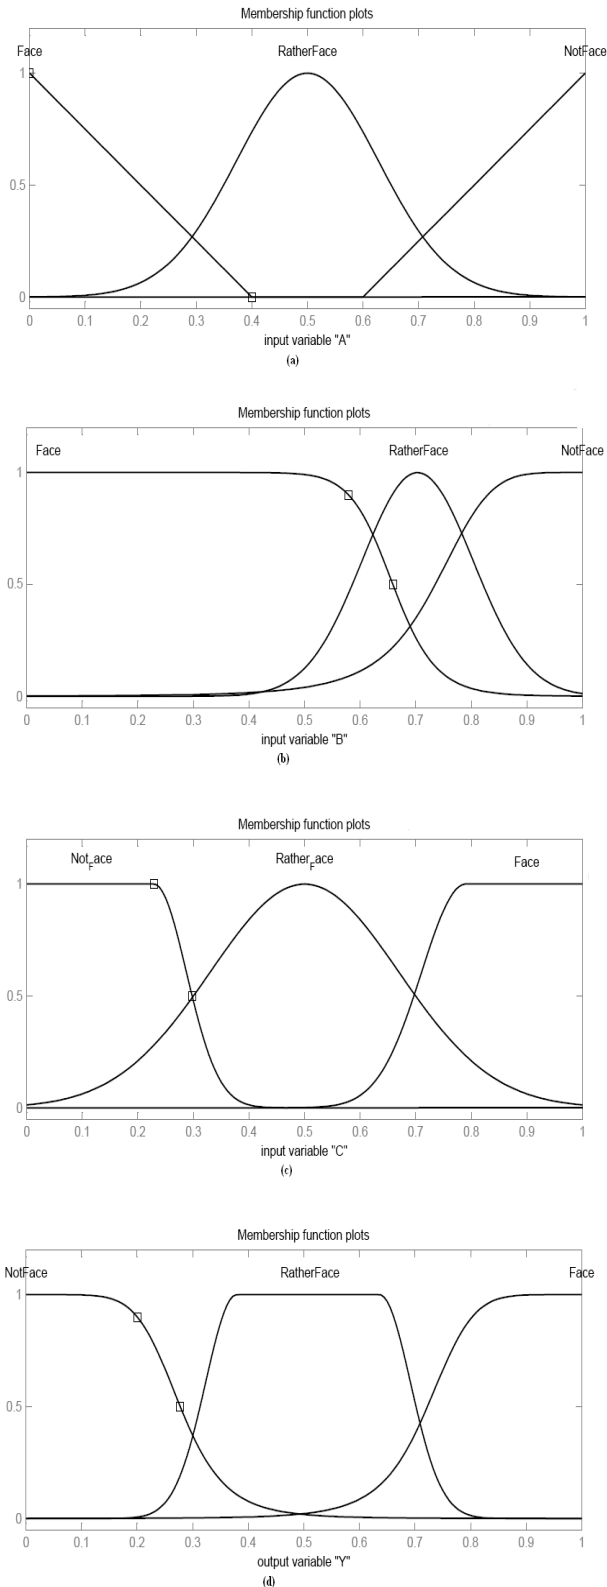 Membership function plots
Face RatherFace NotFace
1
0.5
0
0 0.1 0.2 0.3 0.4 0.5 0.6 0.7 0.8 0.9 1
input variable "A"
(a)
Membership function plots
Face RatherFace NotFace
1
0.5
0
0 0.1 0.2 0.3 0.4 0.5 0.6 0.7 0.8 0.9 1
input variable "B"
(b)
Membership function plots
Not_Face Rather_Face Face
1
0.5
0
0 0.1 0.2 0.3 0.4 0.5 0.6 0.7 0.8 0.9 1
input variable "C"
(c)
Membership function plots
NotFace RatherFace Face
1
0.5
0
0 0.1 0.2 0.3 0.4 0.5 0.6 0.7 0.8 0.9 1
output variable "Y"
(d)